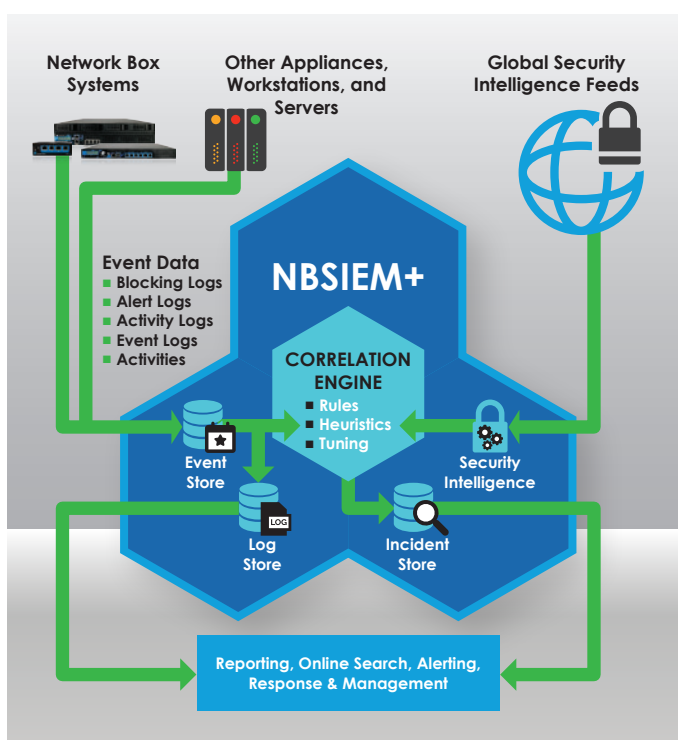 Network Box
Systems
Other Appliances,
Workstations, and
Servers
Global Security
Intelligence Feeds
NBSIEM+
Event Data
Blocking Logs
Alert Logs
Activity Logs
Event Logs
Activities
CORRELATION
ENGINE
Rules
Heuristics
Tuning
Event
Store
Security
Intelligence
LOG
Log
Store
Incident
Store
Reporting, Online Search, Alerting,
Response & Management